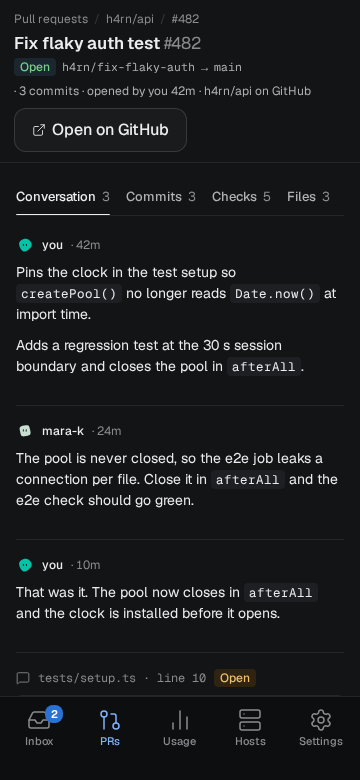 Pull requests / h4rn/api / #482
Fix flaky auth test #482
Open h4rn/fix-flaky-auth → main
· 3 commits · opened by you 42m · h4rn/api on GitHub
Open on GitHub
Conversation 3 Commits 3 Checks 5 Files 3
you · 42m
Pins the clock in the test setup so
createPool() no longer reads Date.now() at
import time.
Adds a regression test at the 30 s session
boundary and closes the pool in afterAll.
mara-k · 24m
The pool is never closed, so the e2e job leaks a
connection per file. Close it in afterAll and the
e2e check should go green.
you · 10m
That was it. The pool now closes in afterAll
and the clock is installed before it opens.
tests/setup.ts · line 10 Open
2
Inbox PRs Usage Hosts Settings